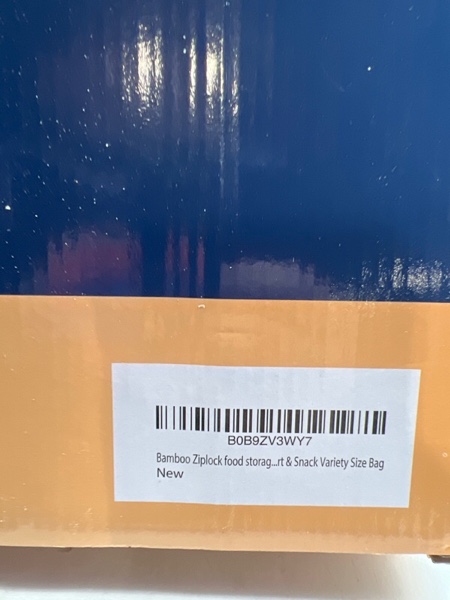 B0B9ZV3WY7
Bamboo Ziplock food storag...rt & Snack Variety Size Bag
New